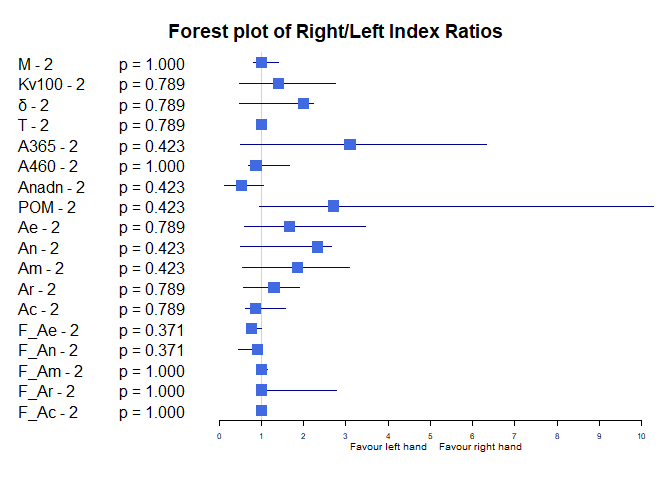 Forest plot of Right/Left Index Ratios
M - 2 p = 1.000
Kv100 - 2 p = 0.789
δ - 2 p = 0.789
T - 2 p = 0.789
A365 - 2 p = 0.423
A460 - 2 p = 1.000
Anadn - 2 p = 0.423
POM - 2 p = 0.423
Ae - 2 p = 0.789
An - 2 p = 0.423
Am - 2 p = 0.423
Ar - 2 p = 0.789
Ac - 2 p = 0.789
F_Ae - 2 p = 0.371
F_An - 2 p = 0.371
F_Am - 2 p = 1.000
F_Ar - 2 p = 1.000
F_Ac - 2 p = 1.000
0 1 2 3 4 5 6 7 8 9 10
Favour left hand Favour right hand